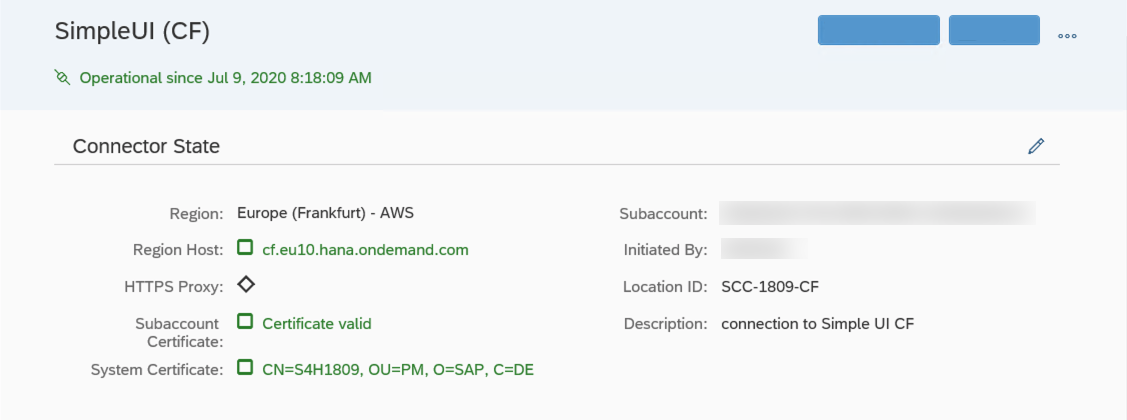 SimpleUI (CF)
Operational since Jul 9, 2020 8:18:09 AM
Connector State
Region: Europe (Frankfurt) - AWS
Region Host: cf.eu10.hana.ondemand.com
HTTPS Proxy:
Subaccount
Certificate: Certificate valid
System Certificate: CN=S4H1809, OU=PM, O=SAP, C=DE
Subaccount:
Initiated By:
Location ID: SCC-1809-CF
Description: connection to Simple UI CF